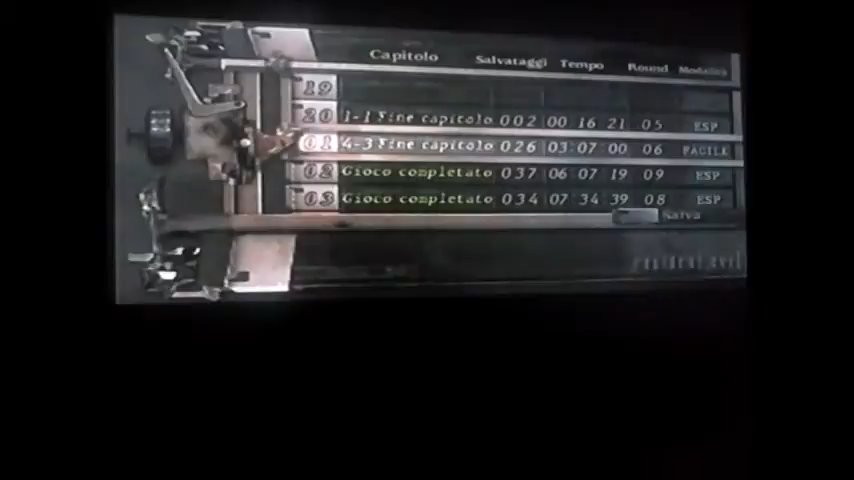 Capitolo Salvataggi Tempo Round Modalità
19
20 1-1 Fine capitolo 002 00 16 21 05 ESP
01 4-3 Fine capitolo 026 03:07 00 06 FACILE
02 Gioco completato 037 06 07 19 09 ESP
03 Gioco completato 034 07 34 39 08 ESP
Salva
resident evil